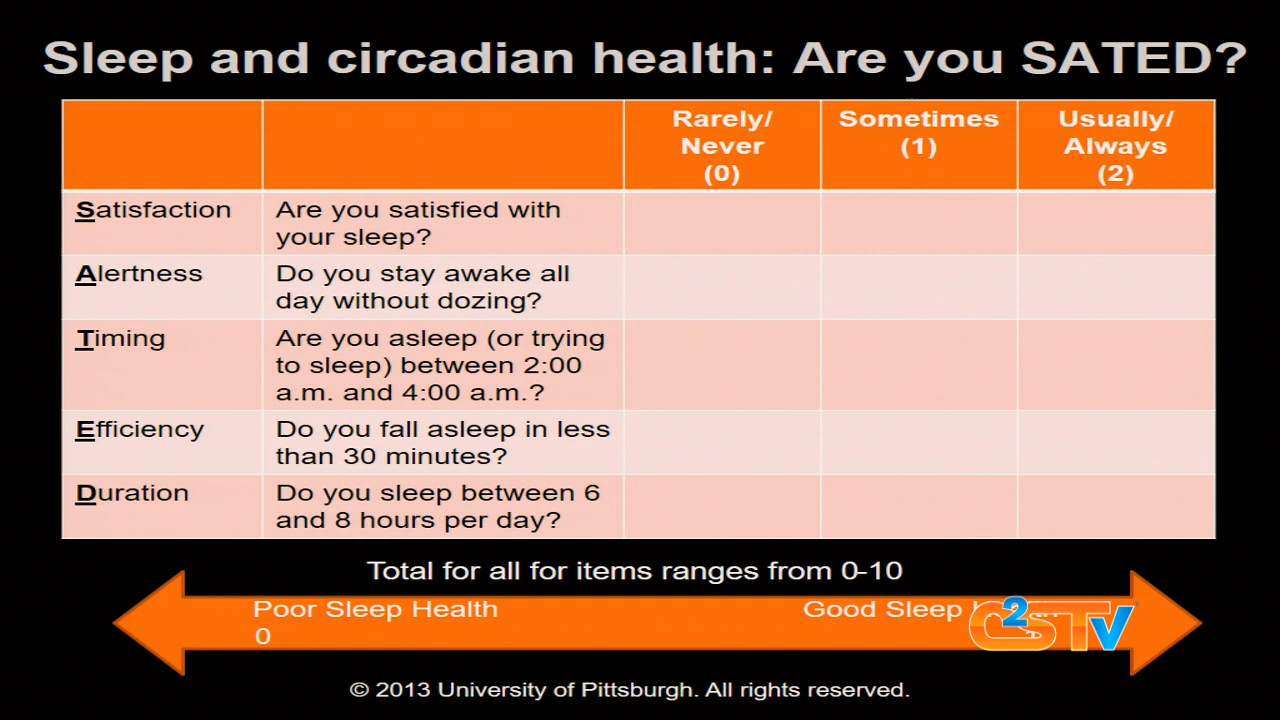 Sleep and circadian health: Are you SATED?
Rarely/
Never
(0)
Sometimes
(1)
Usually/
Always
(2)
Satisfaction
Are you satisfied with
your sleep?
Alertness
Do you stay awake all
day without dozing?
Timing
Are you asleep (or trying
to sleep) between 2:00
a.m. and 4:00 a.m.?
Efficiency
Do you fall asleep in less
than 30 minutes?
Duration
Do you sleep between 6
and 8 hours per day?
Total for all for items ranges from 0-10
Poor Sleep Health
0
Good Sleep
C2STV
© 2013 University of Pittsburgh. All rights reserved.